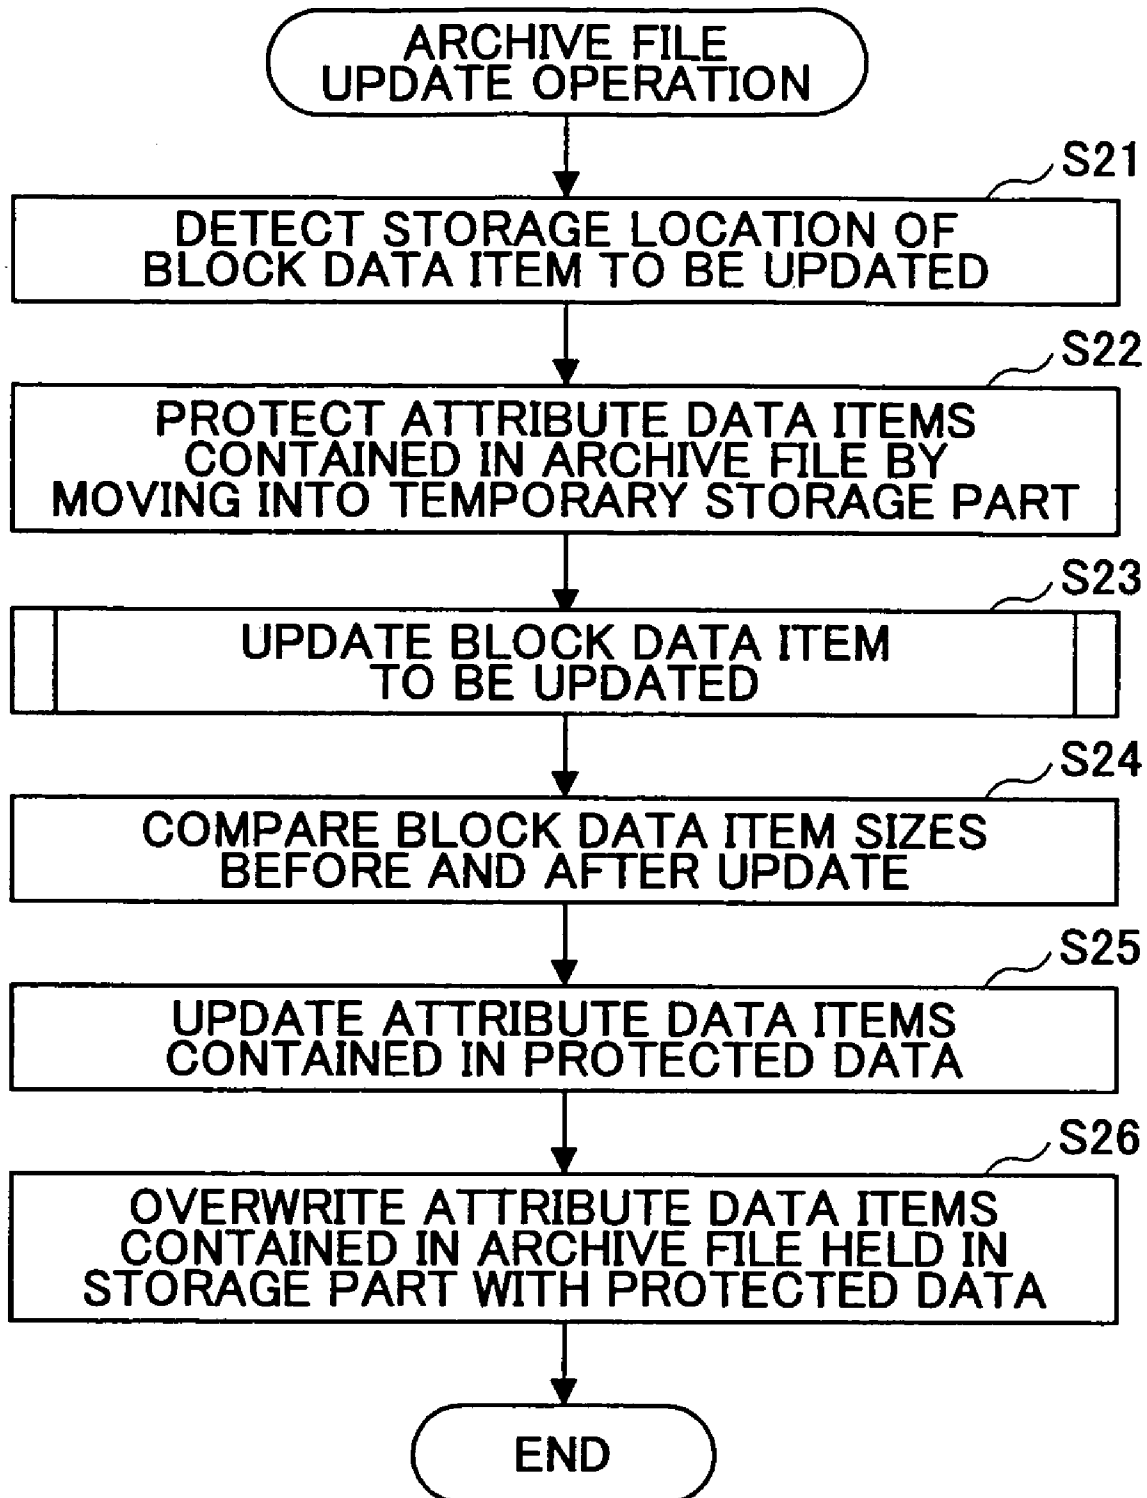 ARCHIVE FILE
UPDATE OPERATION
S21
DETECT STORAGE LOCATION OF
BLOCK DATA ITEM TO BE UPDATED
S22
PROTECT ATTRIBUTE DATA ITEMS
CONTAINED IN ARCHIVE FILE BY
MOVING INTO TEMPORARY STORAGE PART
S23
UPDATE BLOCK DATA ITEM
TO BE UPDATED
S24
COMPARE BLOCK DATA ITEM SIZES
BEFORE AND AFTER UPDATE
S25
UPDATE ATTRIBUTE DATA ITEMS
CONTAINED IN PROTECTED DATA
S26
OVERWRITE ATTRIBUTE DATA ITEMS
CONTAINED IN ARCHIVE FILE HELD IN
STORAGE PART WITH PROTECTED DATA
END